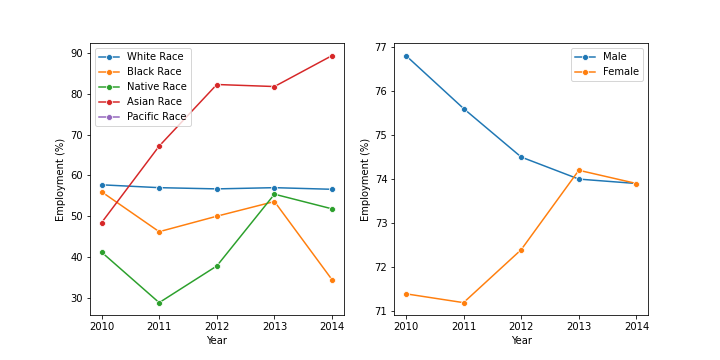 90
80
70
60
50
40
30
Employment (%)
White Race
Black Race
Native Race
Asian Race
Pacific Race
2010 2011 2012 2013 2014
Year
77
76
75
74
73
72
71
Employment (%)
Male
Female
2010 2011 2012 2013 2014
Year